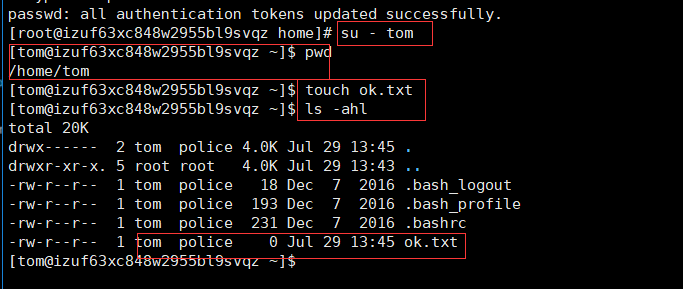 passwd: all authentication tokens updated successfully.
[root@izuf63xc848w2955bl9svqz home]# su - tom
[tom@izuf63xc848w2955bl9svqz ~]$ pwd
/home/tom
[tom@izuf63xc848w2955bl9svqz ~]$ touch ok.txt
[tom@izuf63xc848w2955bl9svqz ~]$ ls -ahl
total 20K
drwx------  2 tom  police 4.0K Jul 29 13:45 .
drwxr-xr-x. 5 root root   4.0K Jul 29 13:43 ..
-rw-r--r--  1 tom  police   18 Dec  7  2016 .bash_logout
-rw-r--r--  1 tom  police  193 Dec  7  2016 .bash_profile
-rw-r--r--  1 tom  police  231 Dec  7  2016 .bashrc
-rw-r--r--  1 tom  police    0 Jul 29 13:45 ok.txt
[tom@izuf63xc848w2955bl9svqz ~]$